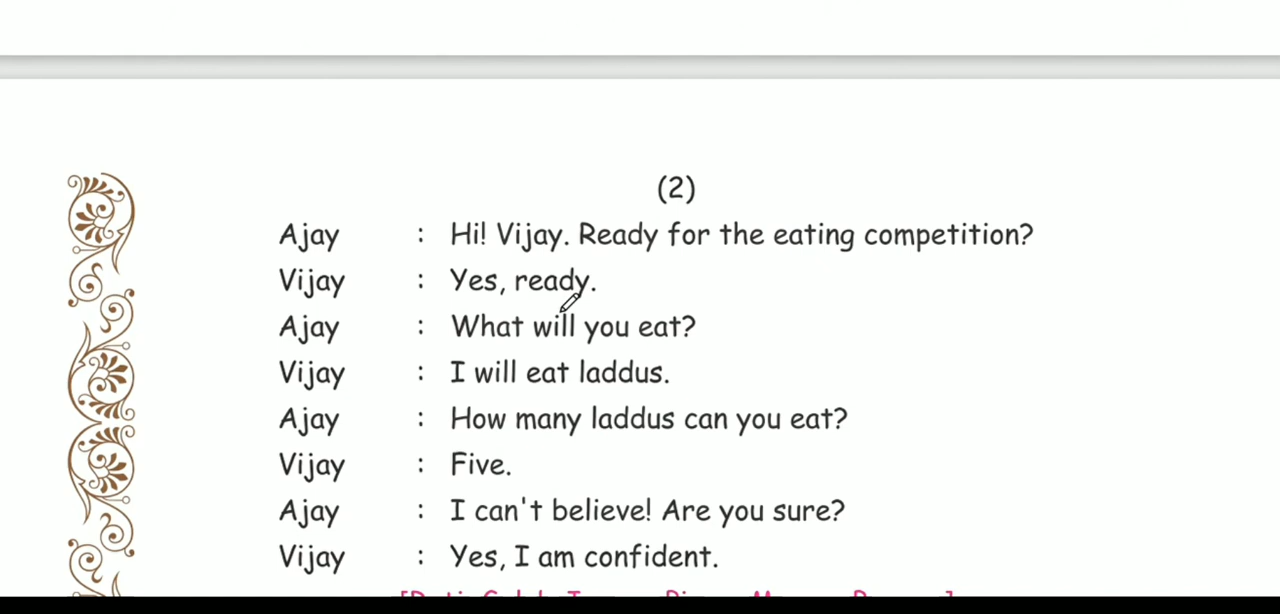 (2)
Ajay : Hi! Vijay. Ready for the eating competition?
Vijay : Yes, ready.
Ajay : What will you eat?
Vijay : I will eat laddus.
Ajay : How many laddus can you eat?
Vijay : Five.
Ajay : I can't believe! Are you sure?
Vijay : Yes, I am confident.